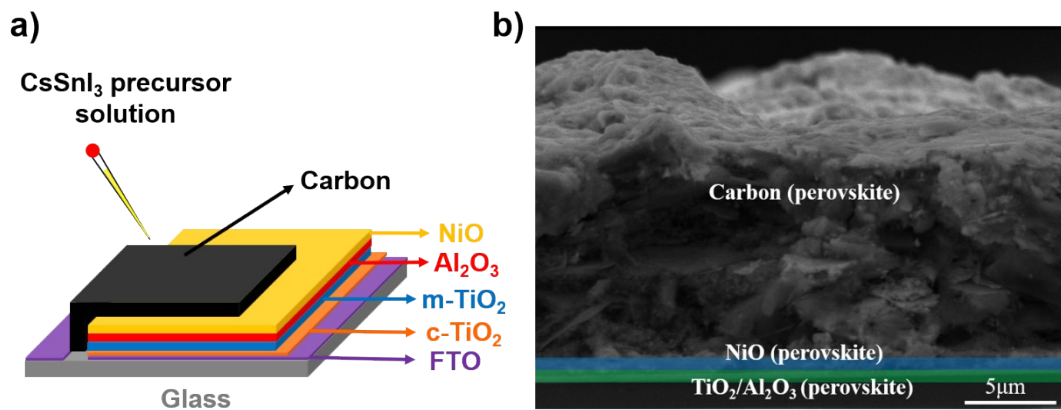 a)
CsSnI₃ precursor
solution
Carbon
NiO
Al₂O₃
m-TiO₂
c-TiO₂
FTO
Glass
b)
Carbon (perovskite)
NiO (perovskite)
TiO₂/Al₂O₃ (perovskite)
5μm